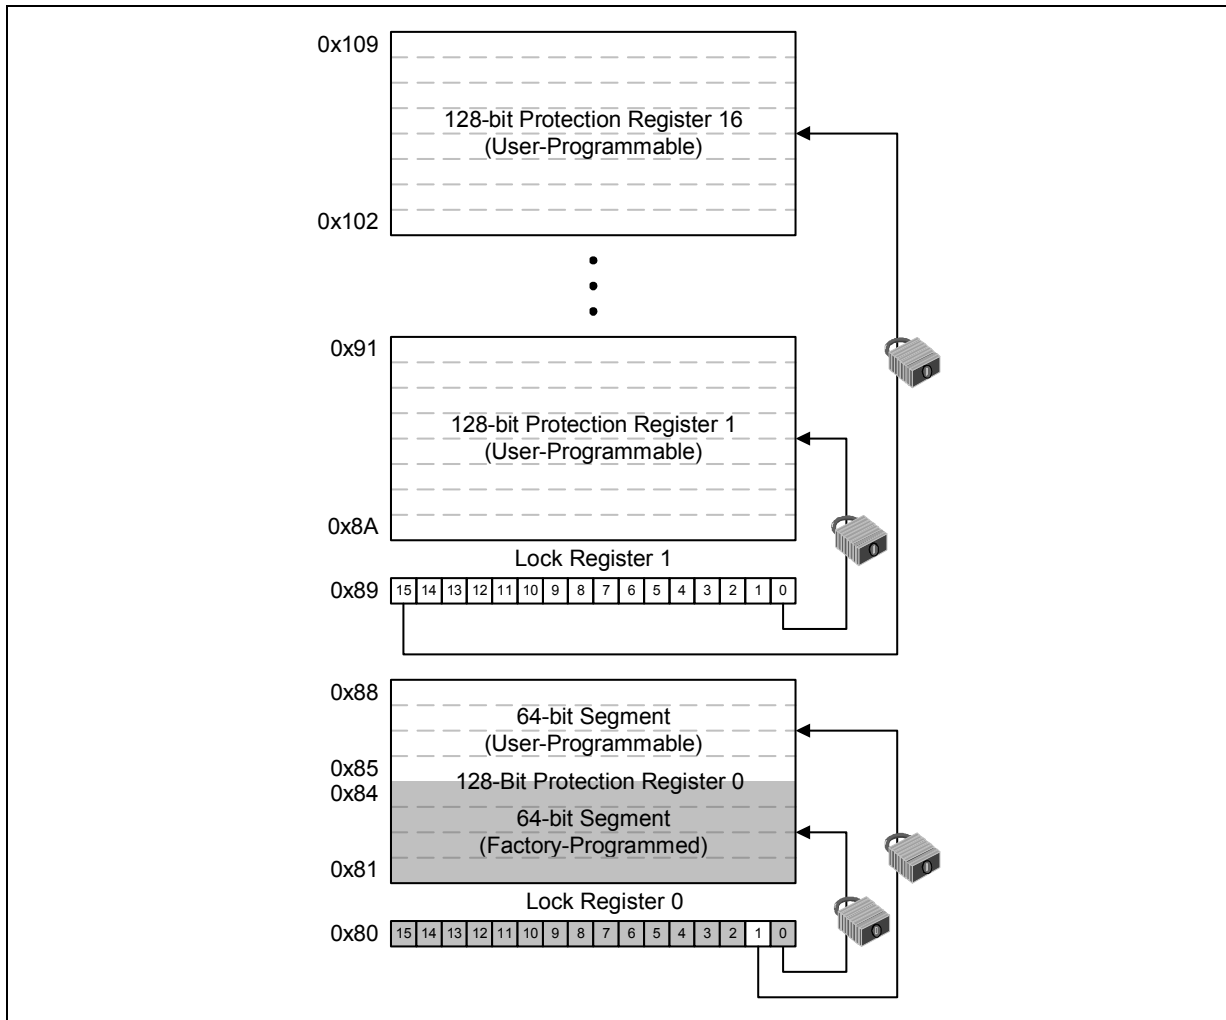 0x109
128-bit Protection Register 16
(User-Programmable)
0x102
0x91
128-bit Protection Register 1
(User-Programmable)
0x8A
Lock Register 1
0x89 15 14 13 12 11 10 9 8 7 6 5 4 3 2 1 0
0x88
64-bit Segment
(User-Programmable)
0x85
128-Bit Protection Register 0
0x84
64-bit Segment
(Factory-Programmed)
0x81
Lock Register 0
0x80 15 14 13 12 11 10 9 8 7 6 5 4 3 2 1 0